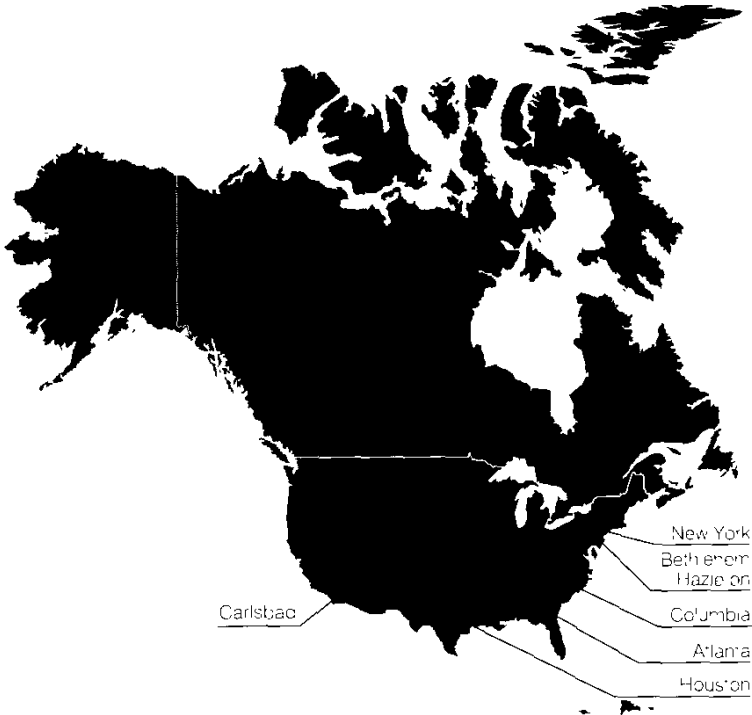 New York
Bethlehem
Hazleton
Columbia
Carlsbad
Atlanta
Houston